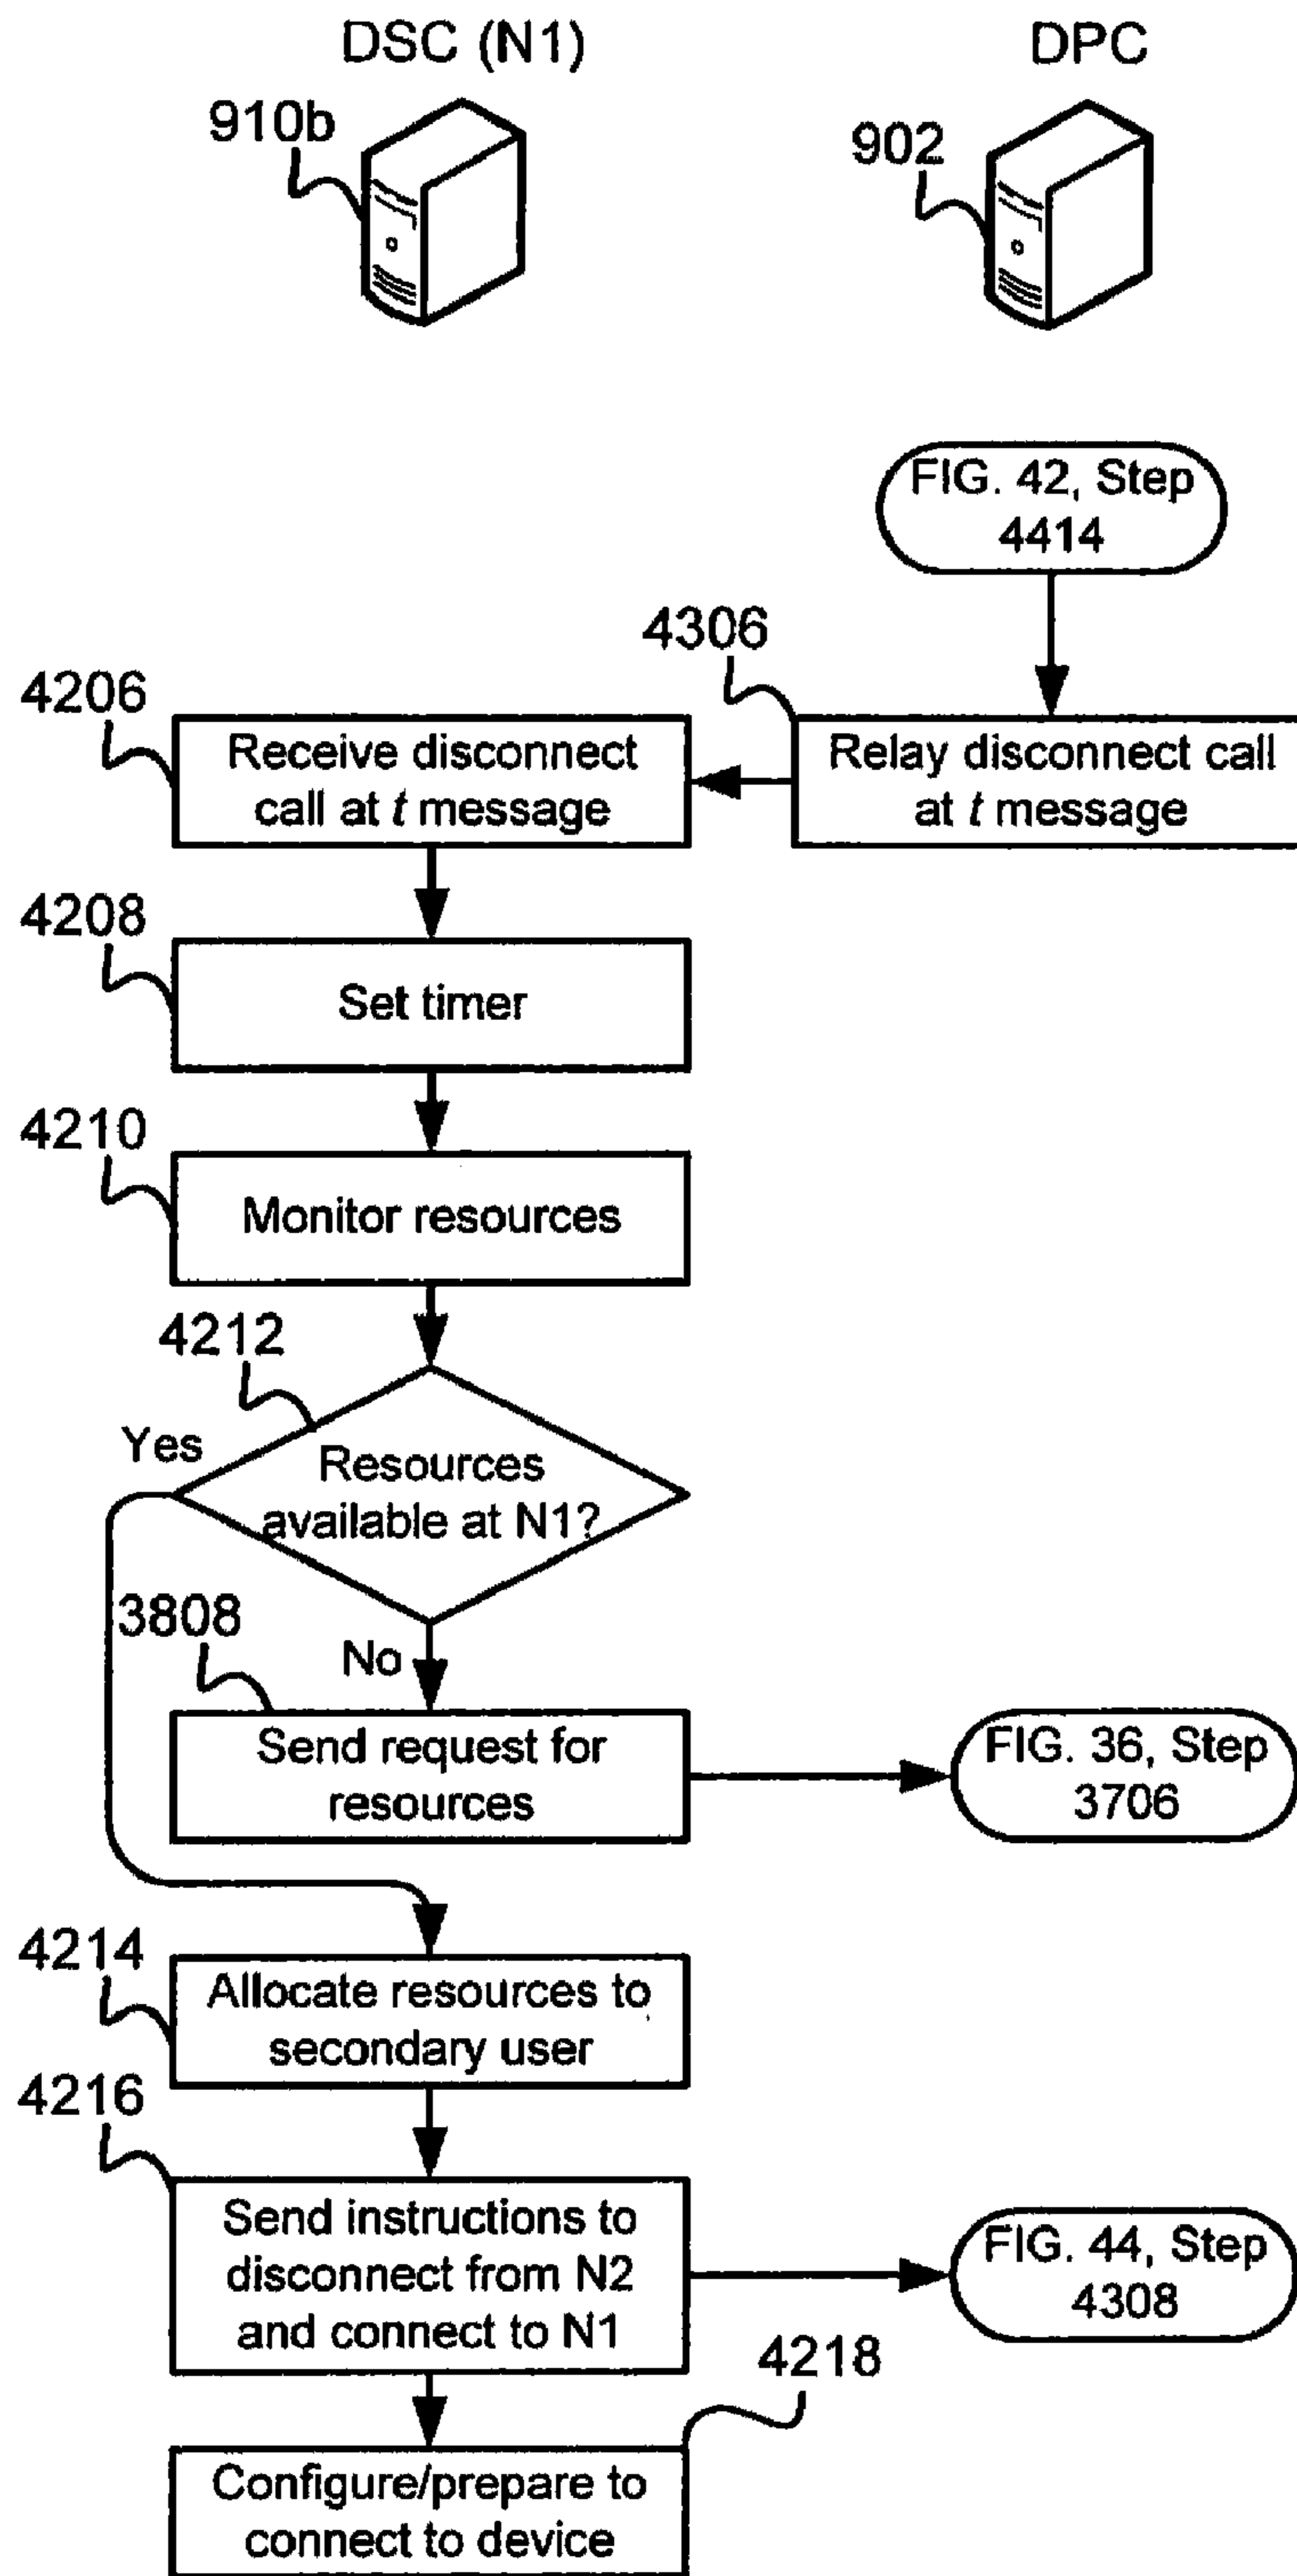 DSC (N1)
DPC
910b
902
FIG. 42, Step
4414
4306
4206
Receive disconnect
call at t message
Relay disconnect call
at t message
4208
Set timer
4210
Monitor resources
4212
Yes
Resources
available at N1?
3808
No
Send request for
resources
FIG. 36, Step
3706
4214
Allocate resources to
secondary user
4216
Send instructions to
disconnect from N2
and connect to N1
FIG. 44, Step
4308
4218
Configure/prepare to
connect to device